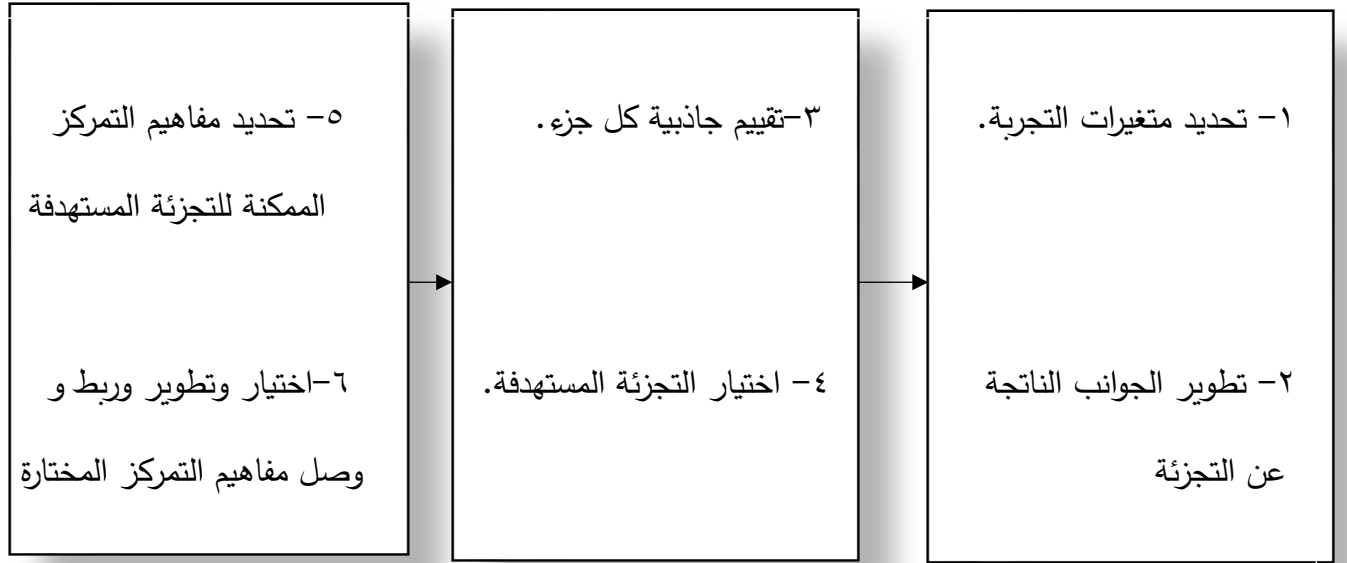 ١- تحديد متغيرات التجربة.
٢- تطوير الجوانب الناتجة
عن التجزئة
٣-تقييم جاذبية كل جزء.
٤- اختيار التجزئة المستهدفة.
٥- تحديد مفاهيم التمركز
الممكنة للتجزئة المستهدفة
٦-اختيار وتطوير وربط و
وصل مفاهيم التمركز المختارة